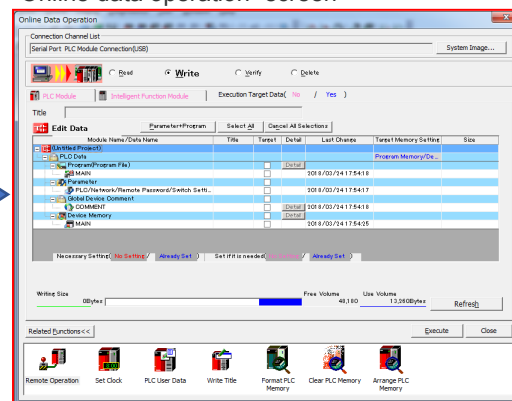 "Online data operation" screen
Online Data Operation
Connection Channel List
Serial Port PLC Module Connection(USB)
System Image...
Read Write Verify Delete
PLC Module Intelligent Function Module Execution Target Data( No / Yes )
Title
Edit Data Parameter+Program Select All Cancel All Selections
Module Name/Data Name Title Target Detail Last Change Target Memory Setting Size
(Untitled Project)
PLC Data Program Memory/De...
Program(Program File) Detail
MAIN 2018/03/24 17:54:18
Parameter
PLC/Network/Remote Password/Switch Setti... 2018/03/24 17:54:17
Global Device Comment
COMMENT Detail 2018/03/24 17:54:18
Device Memory Detail
MAIN 2018/03/24 17:54:25
Necessary Setting( No Setting / Already Set ) Set if it is needed( No Setting / Already Set )
Writing Size
0Bytes
Free Volume Use Volume
48,180 13,260Bytes
Refresh
Related Functions<< Execute Close
Remote Operation Set Clock PLC User Data Write Title Format PLC Memory Clear PLC Memory Arrange PLC Memory